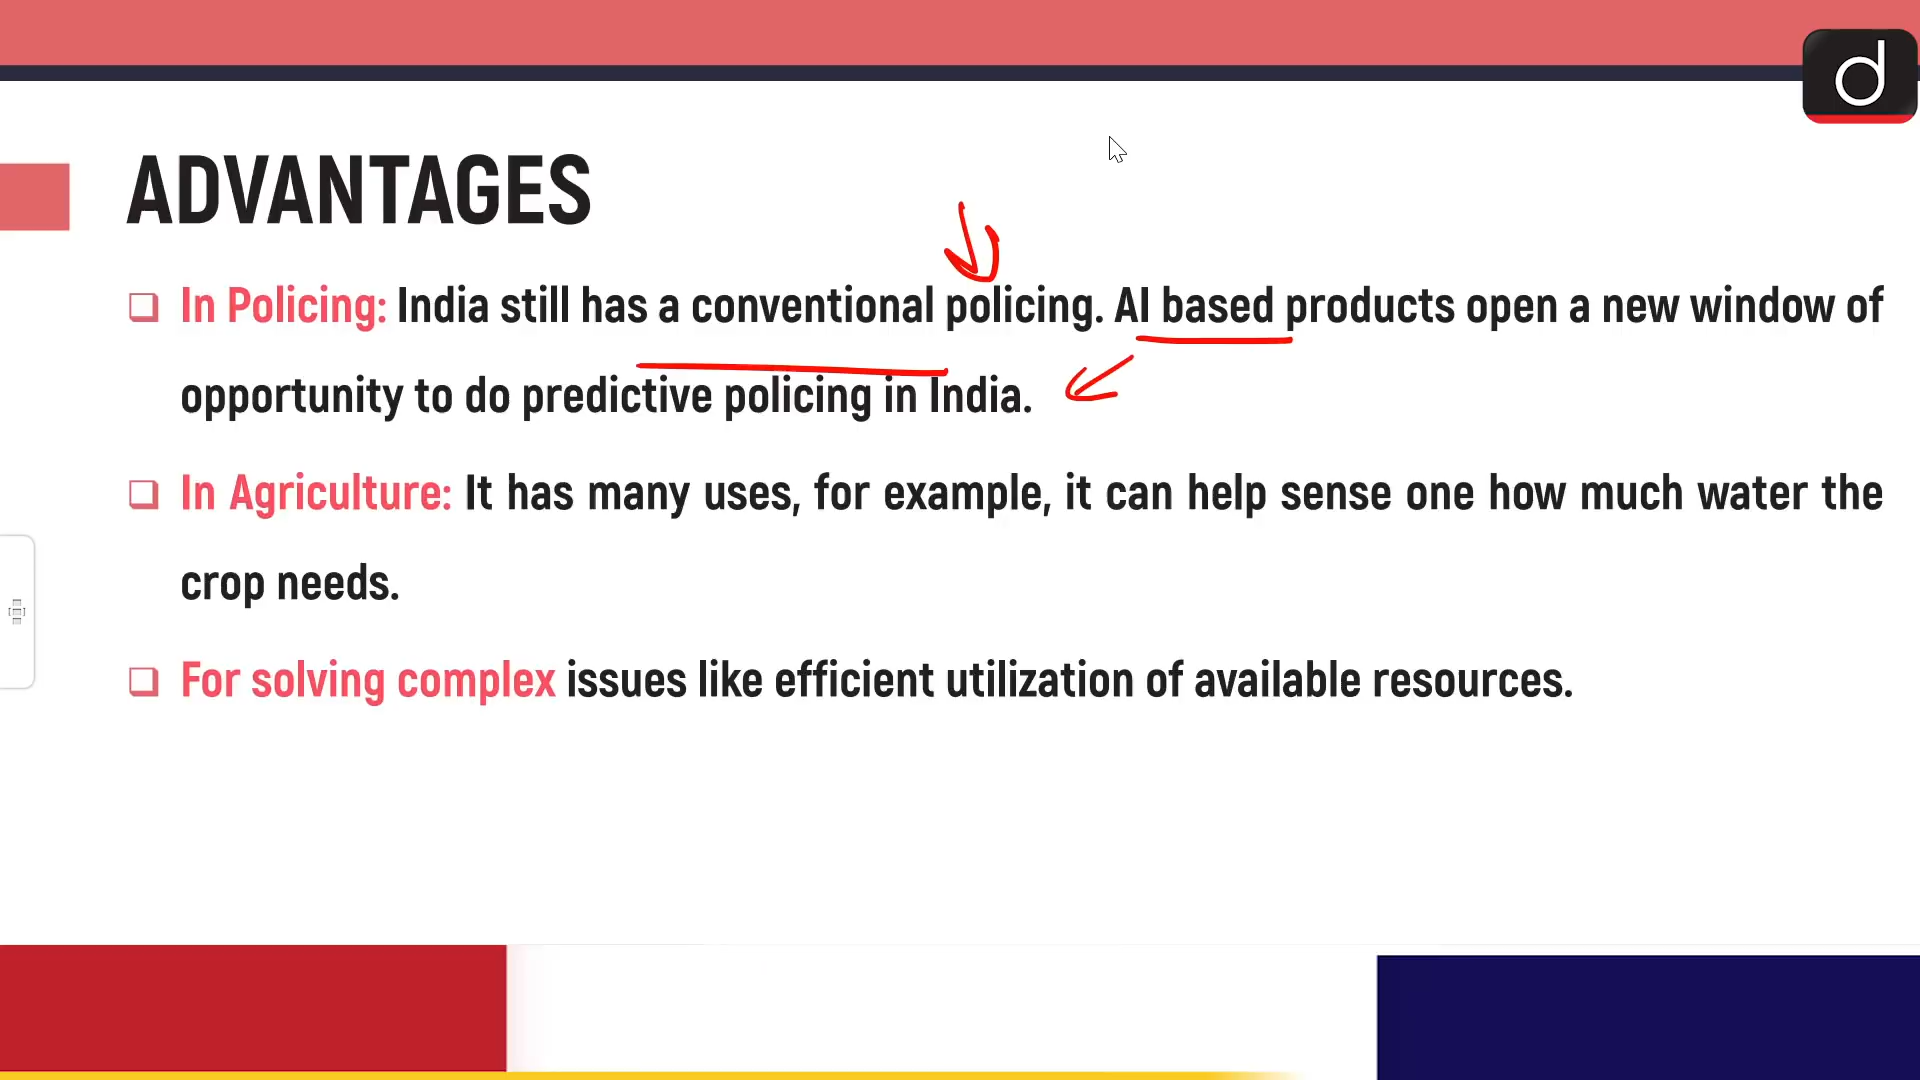 d
ADVANTAGES
In Policing: India still has a conventional policing. AI based products open a new window of
opportunity to do predictive policing in India.
In Agriculture: It has many uses, for example, it can help sense one how much water the
crop needs.
For solving complex issues like efficient utilization of available resources.